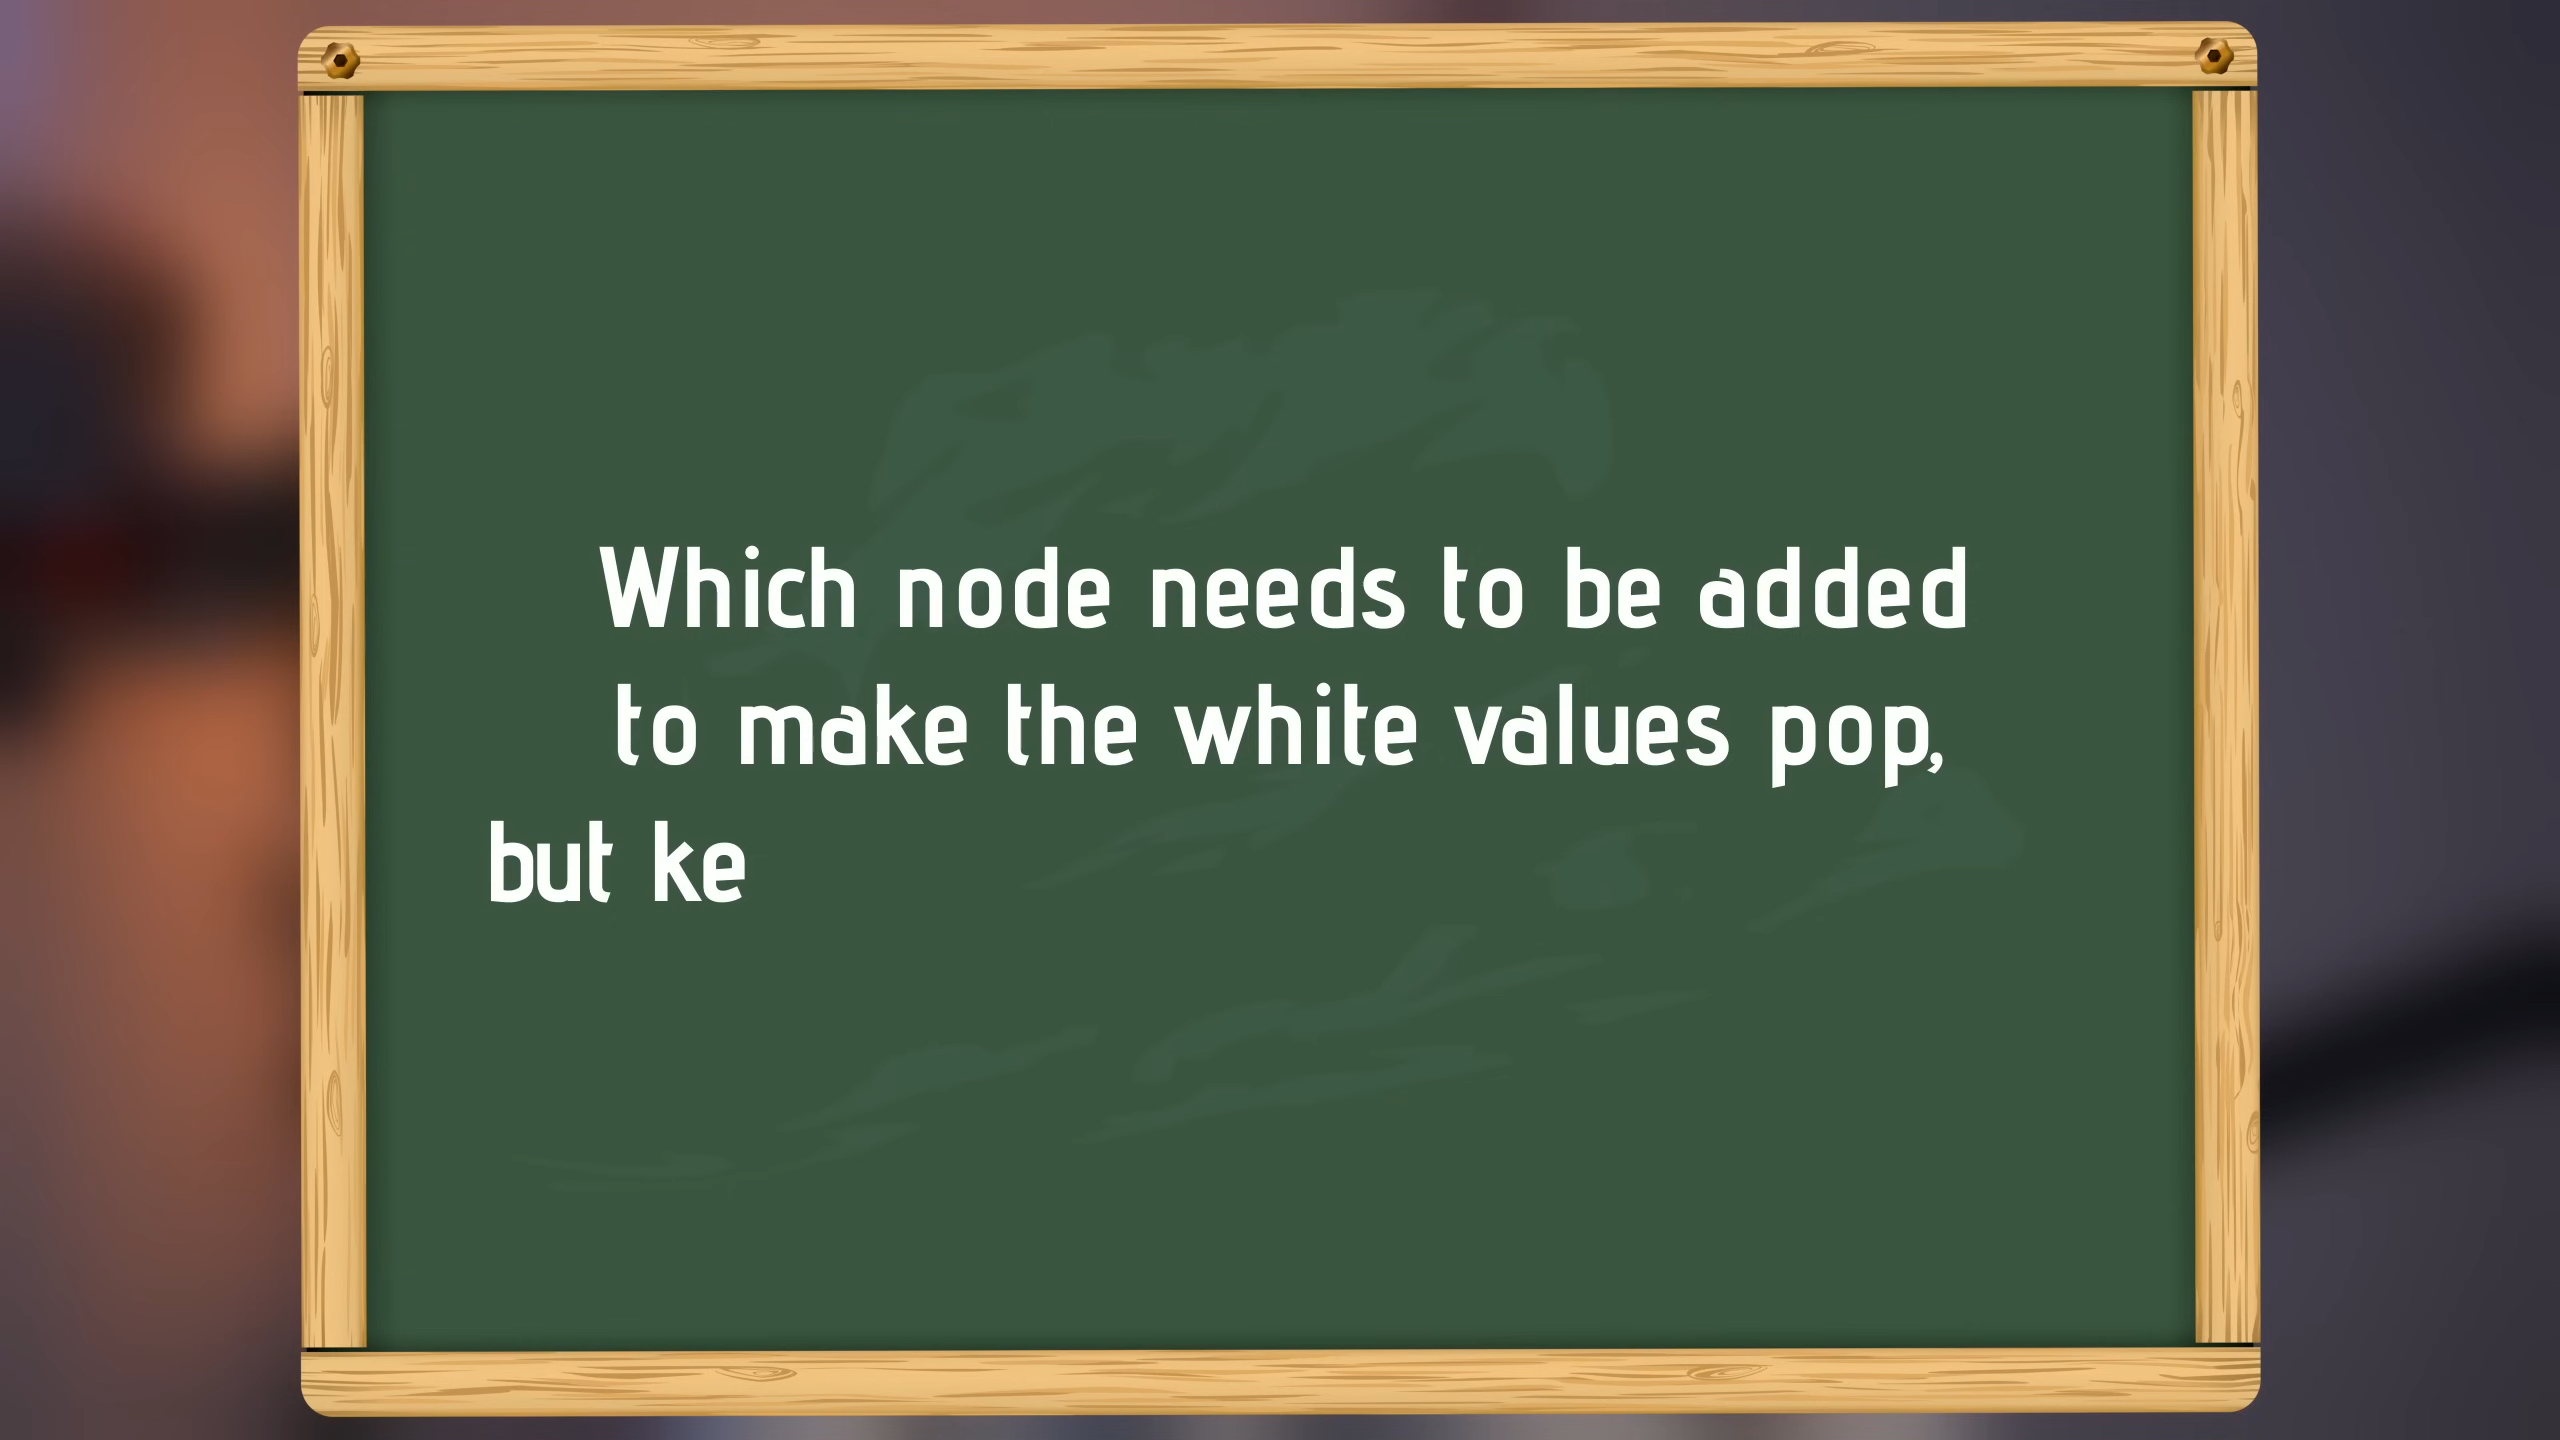 Which node needs to be added
to make the white values pop,
but ke